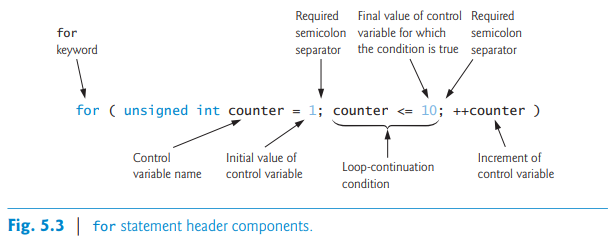 for
keyword
Required
semicolon
separator
Final value of control
variable for which
the condition is true
Required
semicolon
separator
for ( unsigned int counter = 1; counter <= 10; ++counter )
Control
variable name
Initial value of
control variable
Loop-continuation
condition
Increment of
control variable
Fig. 5.3 | for statement header components.